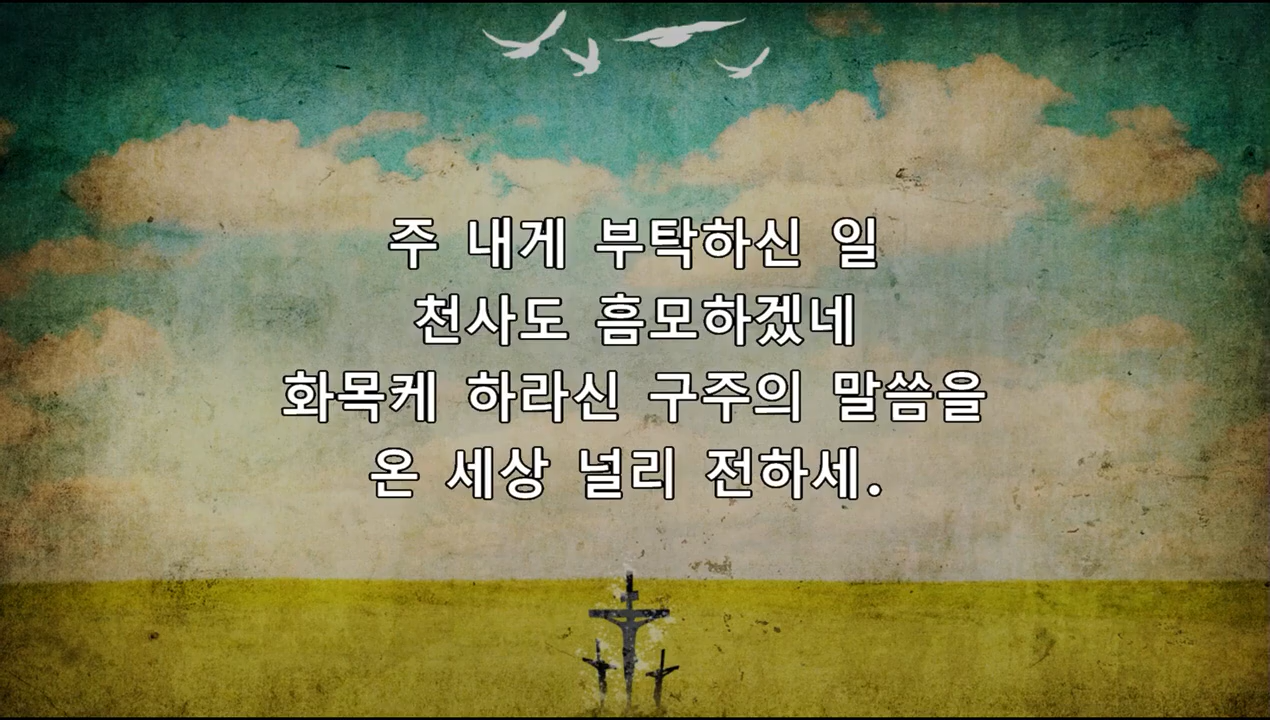 주 내게 부탁하신 일
천사도 흠모하겠네
화목케 하라신 구주의 말씀을
온 세상 널리 전하세.